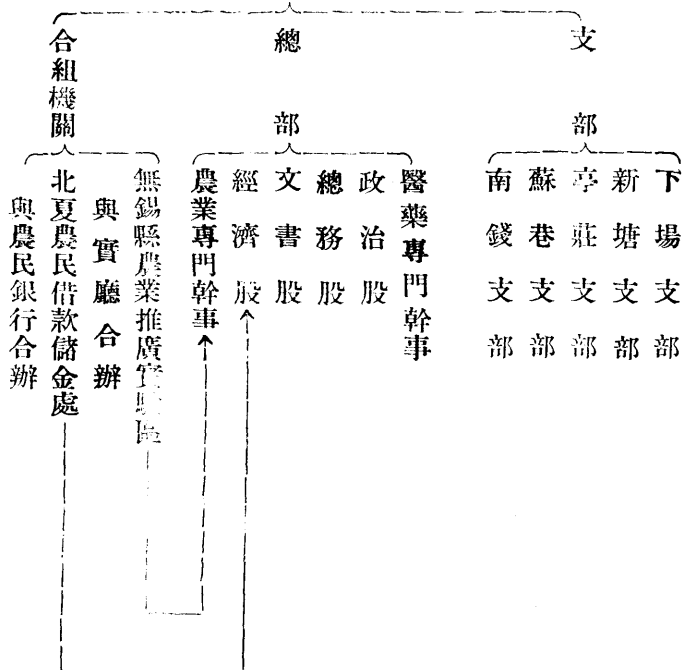 支部
下場支部
新塘支部
亭莊支部
蘇巷支部
南錢支部
總部
醫藥專門幹事
政治股
總務股
文書股
經濟股
農業專門幹事
合組機關
無錫縣農業推廣實驗區
與實廳合辦
北夏農民借款儲金處
與農民銀行合辦